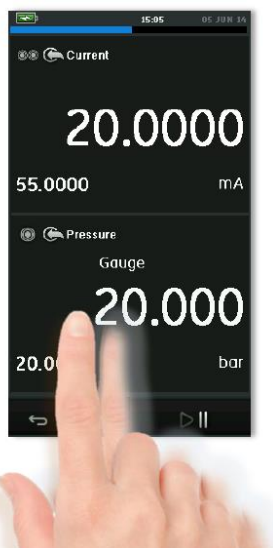 15:05 05 JUN 14
Current
20.0000
55.0000 mA
Pressure
Gauge
20.000
bar